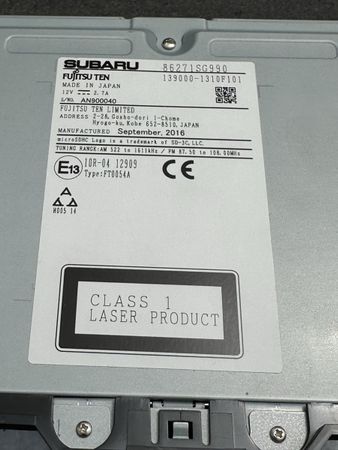 SUBARU 86271SG990
FUJITSU TEN 139000-1310F101
MADE IN JAPAN
12V 2.7A
S/NO. AN900040
FUJITSU TEN LIMITED
ADDRESS 2-28, Gosho-dori 1-Chome
Hyogo-ku, Kobe 652-8510, JAPAN
MANUFACTURED September, 2016
microSDHC Logo is a trademark of SD-3C, LLC.
TUNING RANGE:AM 522 to 1611kHz / FM 87.50 to 108.00MHz
E13 10R-04 12909
Type:FT0054A
CE
H005 14
CLASS 1
LASER PRODUCT